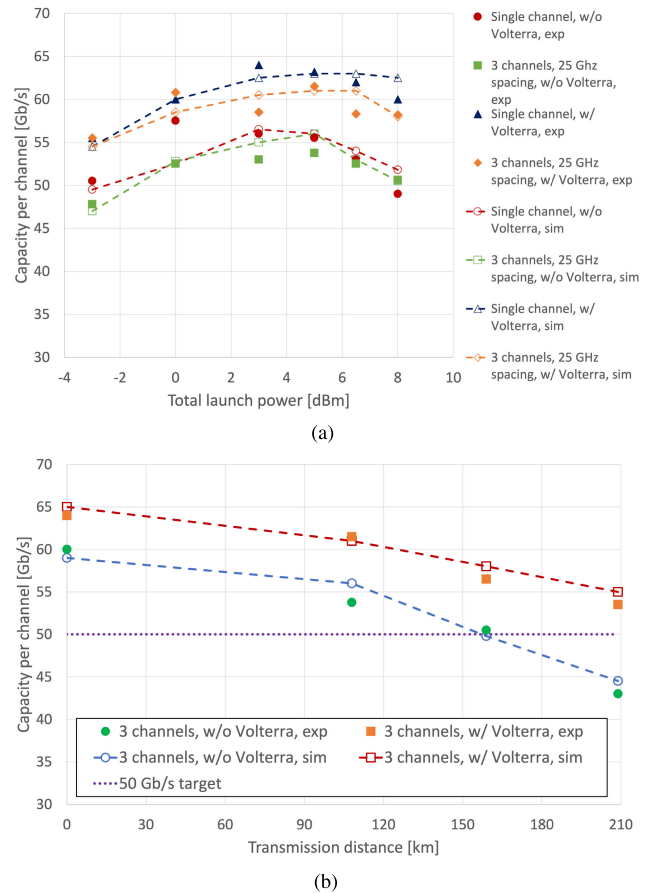 70
65
60
55
50
45
40
35
30
-4
-2
0
2
4
6
8
10
Capacity per channel [Gb/s]
Total launch power [dBm]
Single channel, w/o
Volterra, exp
3 channels, 25 Ghz
spacing, w/o Volterra,
exp
Single channel, w/
Volterra, exp
3 channels, 25 GHz
spacing, w/ Volterra, exp
Single channel, w/o
Volterra, sim
3 channels, 25 GHz
spacing, w/o Volterra, sim
Single channel, w/
Volterra, sim
3 channels, 25 GHz
spacing, w/ Volterra, sim
(a)
70
65
60
55
50
45
40
35
30
Capacity per channel [Gb/s]
3 channels, w/o Volterra, exp
3 channels, w/ Volterra, exp
3 channels, w/o Volterra, sim
3 channels, w/ Volterra, sim
50 Gb/s target
0
30
60
90
120
150
180
210
Transmission distance [km]
(b)